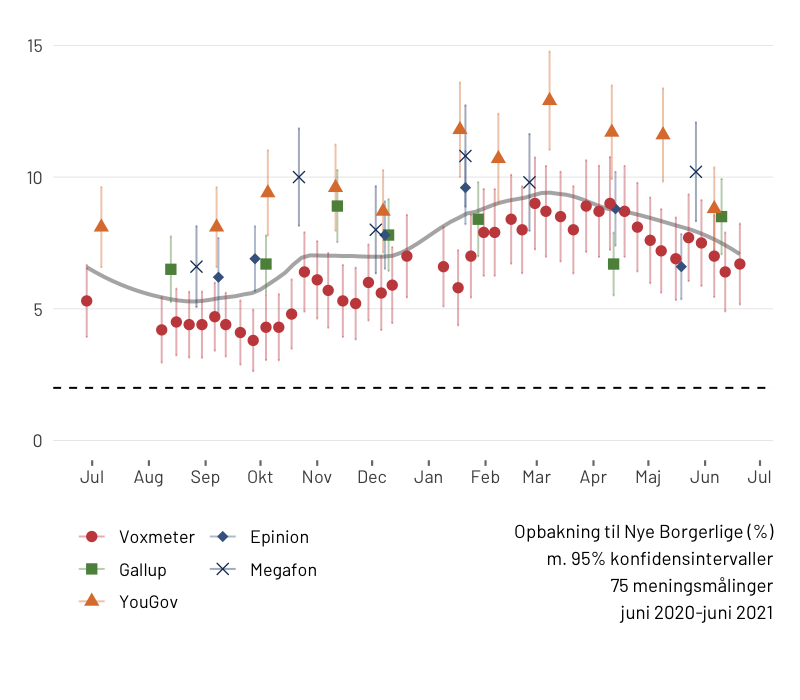 15
10
5
0
Jul Aug Sep Okt Nov Dec Jan Feb Mar Apr Maj Jun Jul
Voxmeter Epinion
Gallup Megafon
YouGov
Opbakning til Nye Borgerlige (%)
m. 95% konfidensintervaller
75 meningsmålinger
juni 2020-juni 2021